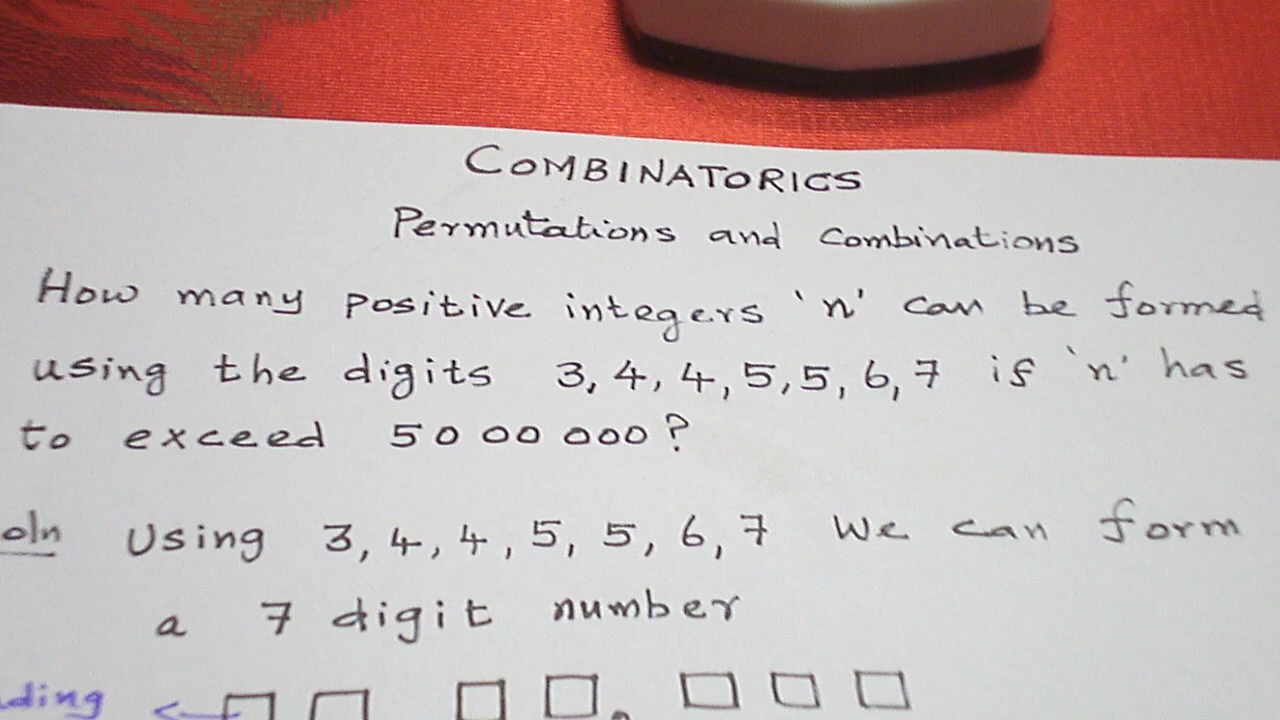 COMBINATORICS
Permutations and Combinations
How many positive integers 'n' can be formed
using the digits 3, 4, 4, 5, 5, 6, 7 if 'n' has
to exceed 50 00 000?
oln Using 3, 4, 4, 5, 5, 6, 7 we can form
a 7 digit number
ding